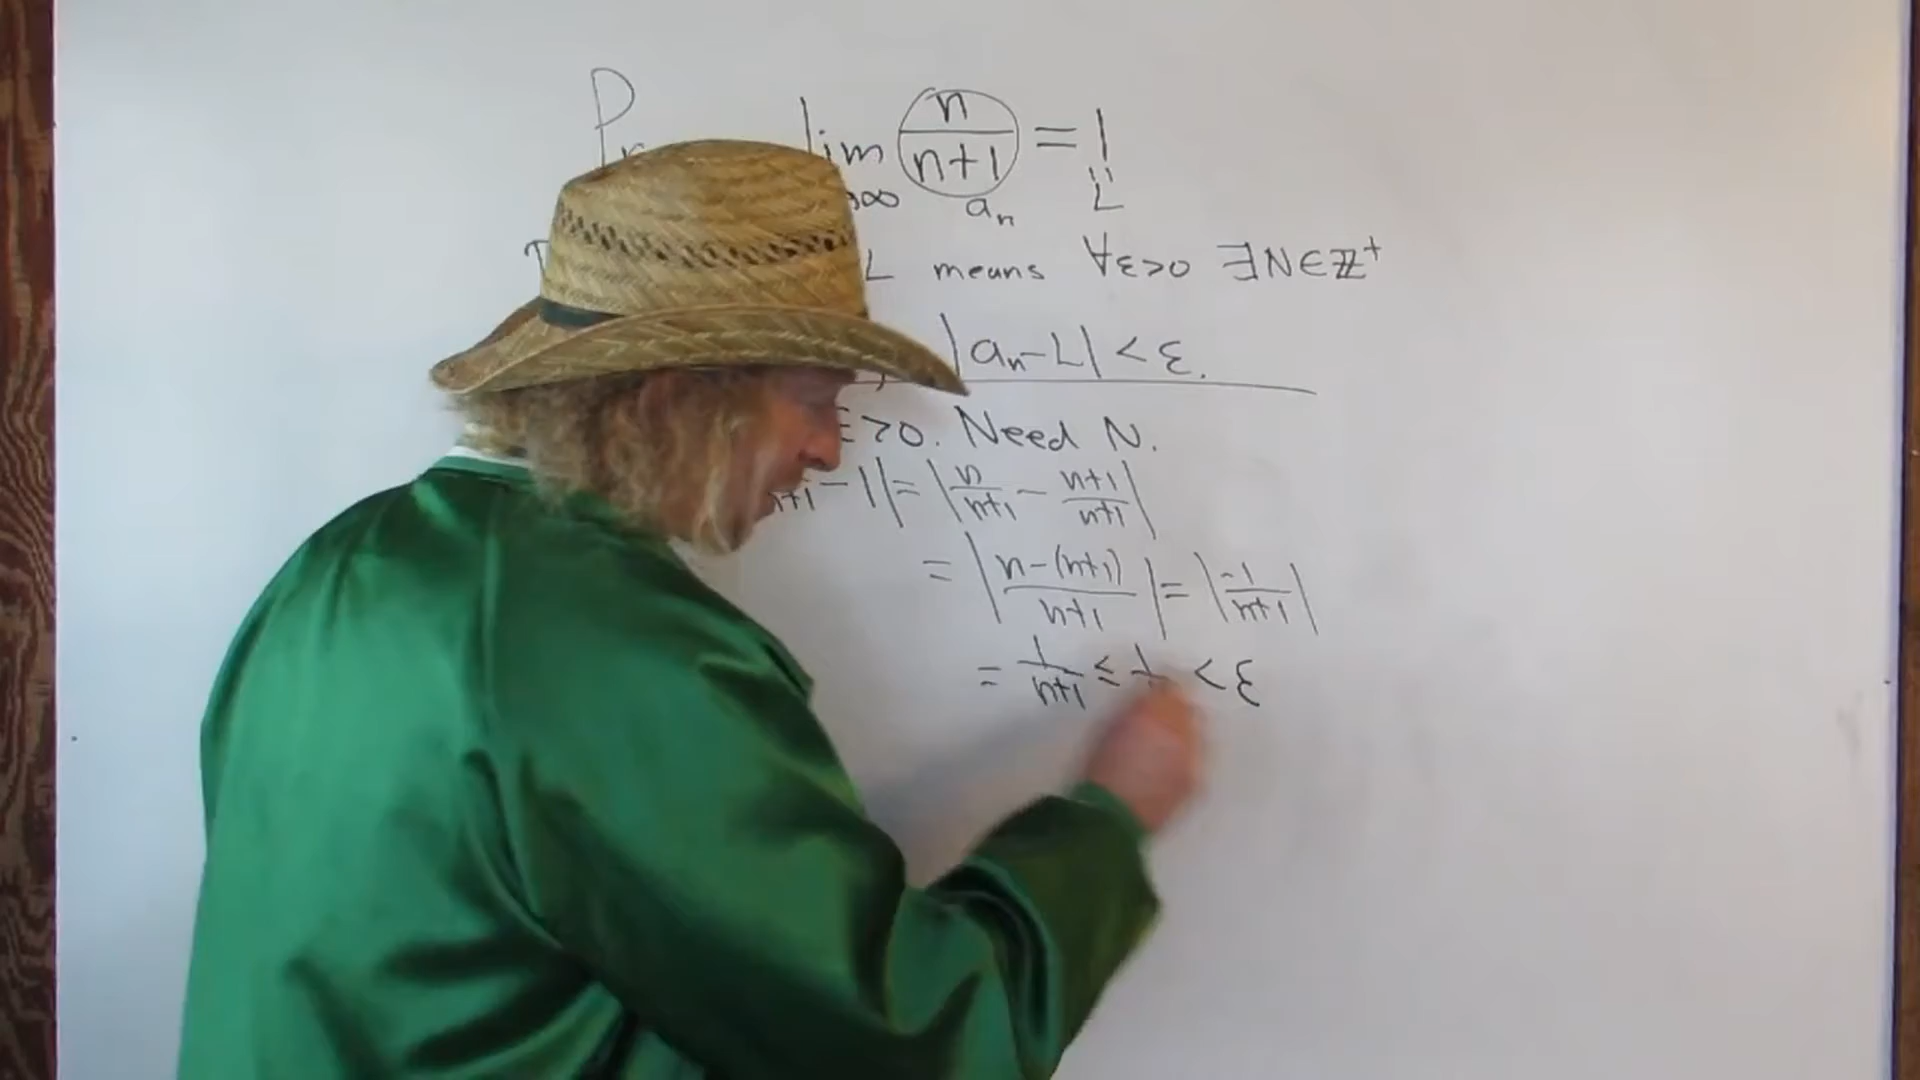 lim n/(n+1) = 1
∞ aₙ L
L means ∀ε>0 ∃N∈ℤ⁺
|aₙ-L| < ε.
ε>0. Need N.
n+1 - 1| = |n/(n+1) - (n+1)/(n+1)|
= |(n-(n+1))/(n+1)| = |-1/(n+1)|
= 1/(n+1) ≤ 1 < ε